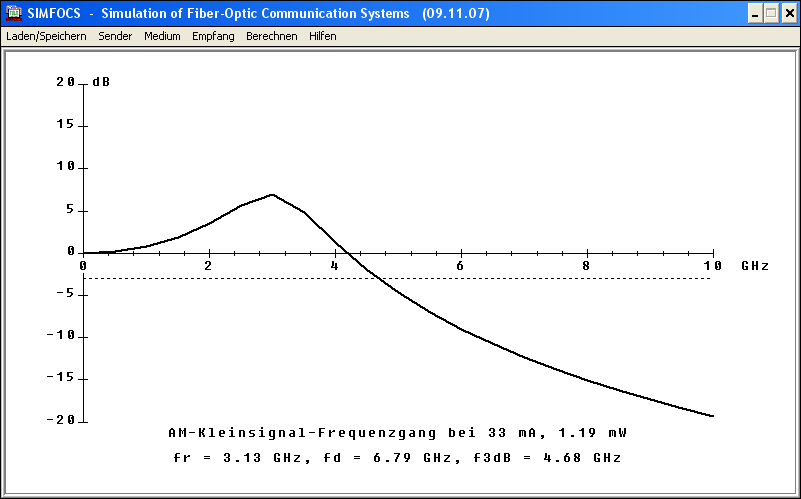 SIMFOCS - Simulation of Fiber-Optic Communication Systems (09.11.07)
Laden/Speichern Sender Medium Empfang Berechnen Hilfen
20 dB
15
10
5
0
0 2 4 6 8 10 GHz
-5
-10
-15
-20
AM-Kleinsignal-Frequenzgang bei 33 mA, 1.19 mW
fr = 3.13 GHz, fd = 6.79 GHz, f3dB = 4.68 GHz